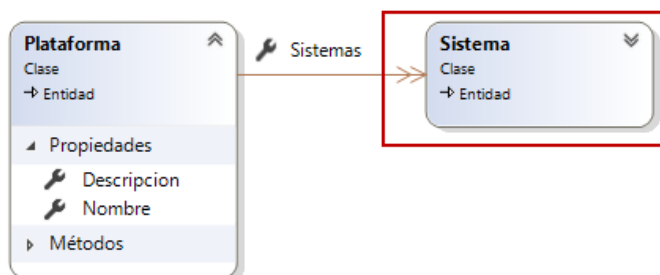 Plataforma
Clase
Entidad
Propiedades
Descripcion
Nombre
Métodos
Sistemas
Sistema
Clase
Entidad